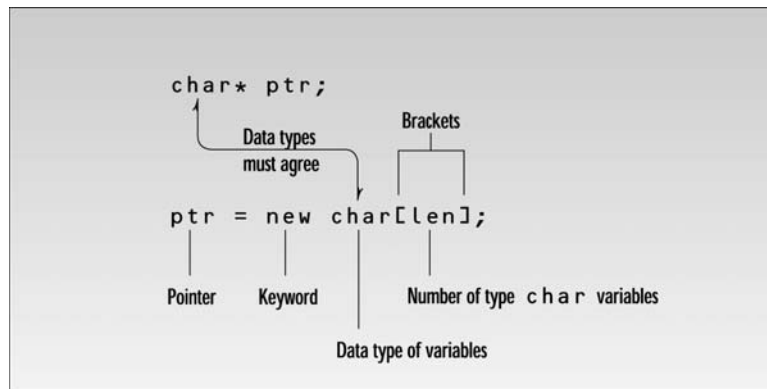 char* ptr;
Brackets
Data types
must agree
ptr = new char[len];
Pointer
Keyword
Number of type char variables
Data type of variables